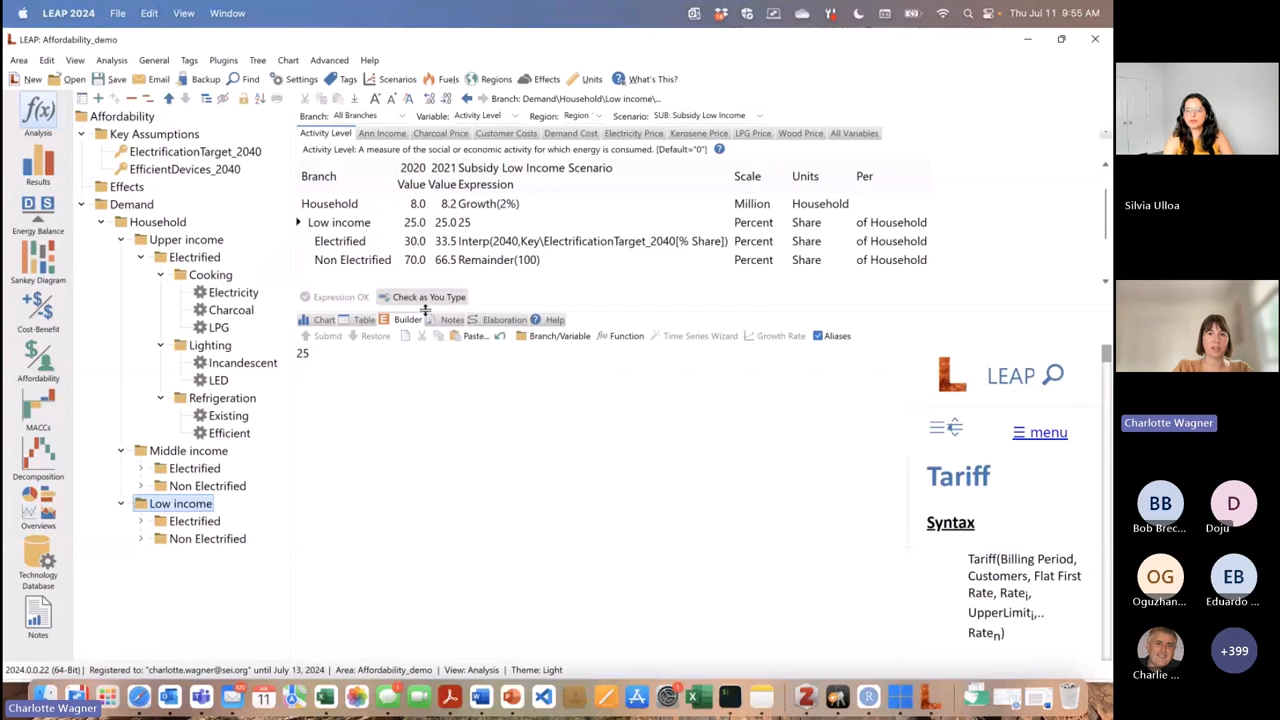 LEAP 2024 File Edit View Window Thu Jul 11 9:55 AM
LEAP: Affordability_demo
Area Edit View Analysis General Tags Plugins Tree Chart Advanced Help
New Open Save Email Backup Find Settings Tags Scenarios Fuels Regions Effects Units What's This?
Branch: Demand\Household\Low income\...
f(x)
Analysis
Results
Energy Balance
Sankey Diagram
Cost-Benefit
Affordability
MACCs
Decomposition
Overviews
Technology
Database
Notes
Affordability
Key Assumptions
ElectrificationTarget_2040
EfficientDevices_2040
Effects
Demand
Household
Upper income
Electrified
Cooking
Electricity
Charcoal
LPG
Lighting
Incandescent
LED
Refrigeration
Existing
Efficient
Middle income
Electrified
Non Electrified
Low income
Electrified
Non Electrified
Branch: All Branches Variable: Activity Level Region: Region Scenario: SUB: Subsidy Low Income
Activity Level Ann Income Charcoal Price Customer Costs Demand Cost Electricity Price Kerosene Price LPG Price Wood Price All Variables
Activity Level: A measure of the social or economic activity for which energy is consumed. [Default="0"]
Branch 2020 Value 2021 Value Subsidy Low Income Scenario Expression Scale Units Per
Household 8.0 8.2 Growth(2%) Million Household
Low income 25.0 25.0 25 Percent Share of Household
Electrified 30.0 33.5 Interp(2040,Key\ElectrificationTarget_2040[% Share]) Percent Share of Household
Non Electrified 70.0 66.5 Remainder(100) Percent Share of Household
Expression OK Check as You Type
Chart Table Builder Notes Elaboration Help
Submit Restore Paste... Branch/Variable Function Time Series Wizard Growth Rate Aliases
25
LEAP
menu
Tariff
Syntax
Tariff(Billing Period,
Customers, Flat First
Rate, Ratei,
UpperLimiti,..
Raten)
2024.0.0.22 (64-Bit) Registered to: "charlotte.wagner@sei.org" until July 13, 2024 Area: Affordability_demo View: Analysis Theme: Light
Charlotte Wagner
Silvia Ulloa
Charlotte Wagner
BB
Bob Brec...
D
Doju
OG
Oguzhan...
EB
Eduardo ...
Charlie ...
+399